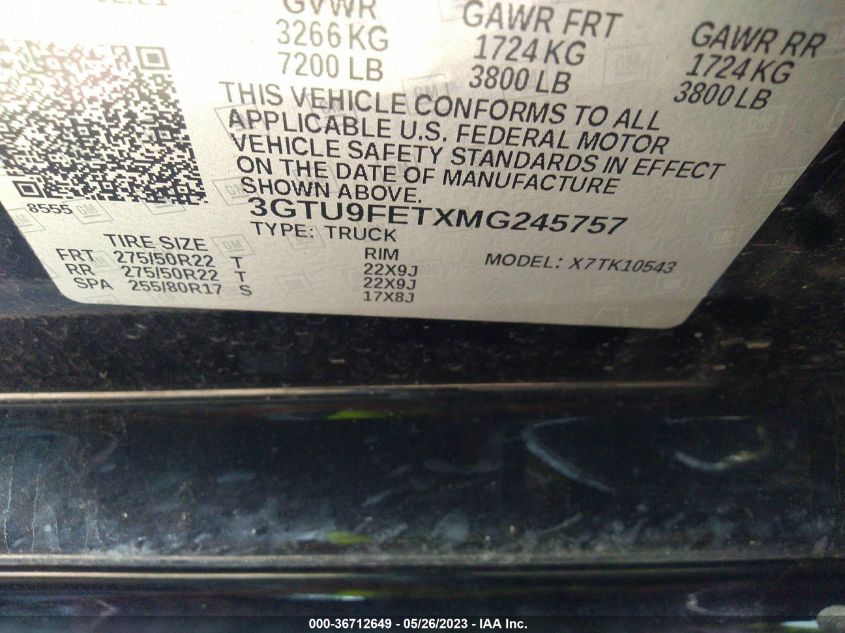 GVWR
3266 KG
7200 LB
GAWR FRT
1724 KG
3800 LB
GAWR RR
1724 KG
3800 LB
THIS VEHICLE CONFORMS TO ALL
APPLICABLE U.S. FEDERAL MOTOR
VEHICLE SAFETY STANDARDS IN EFFECT
ON THE DATE OF MANUFACTURE
SHOWN ABOVE.
8555
3GTU9FETXMG245757
TYPE: TRUCK
MODEL: X7TK10543
TIRE SIZE RIM
FRT 275/50R22 T 22X9J
RR 275/50R22 T 22X9J
SPA 255/80R17 S 17X8J
GM
000-36712649 / 05/26/2023 / IAA Inc.